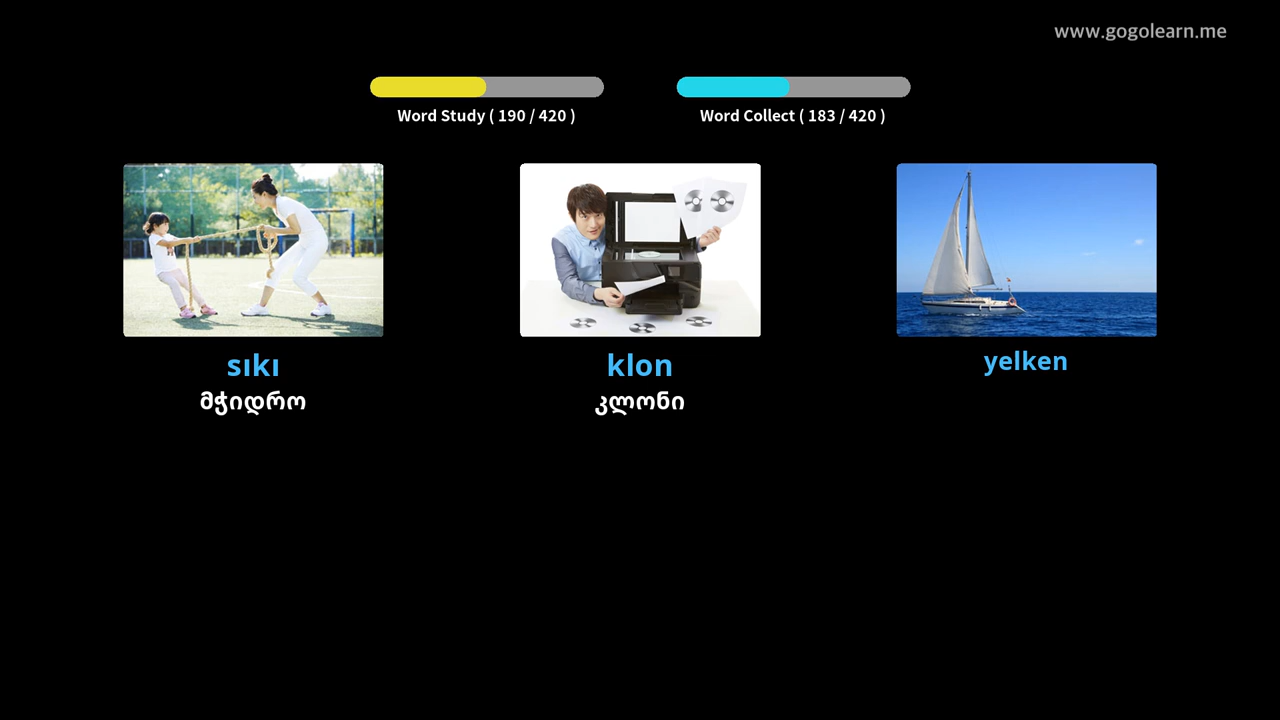 www.gogolearn.me
Word Study ( 190 / 420 )
Word Collect ( 183 / 420 )
sıkı
მჭიდრო
klon
კლონი
yelken